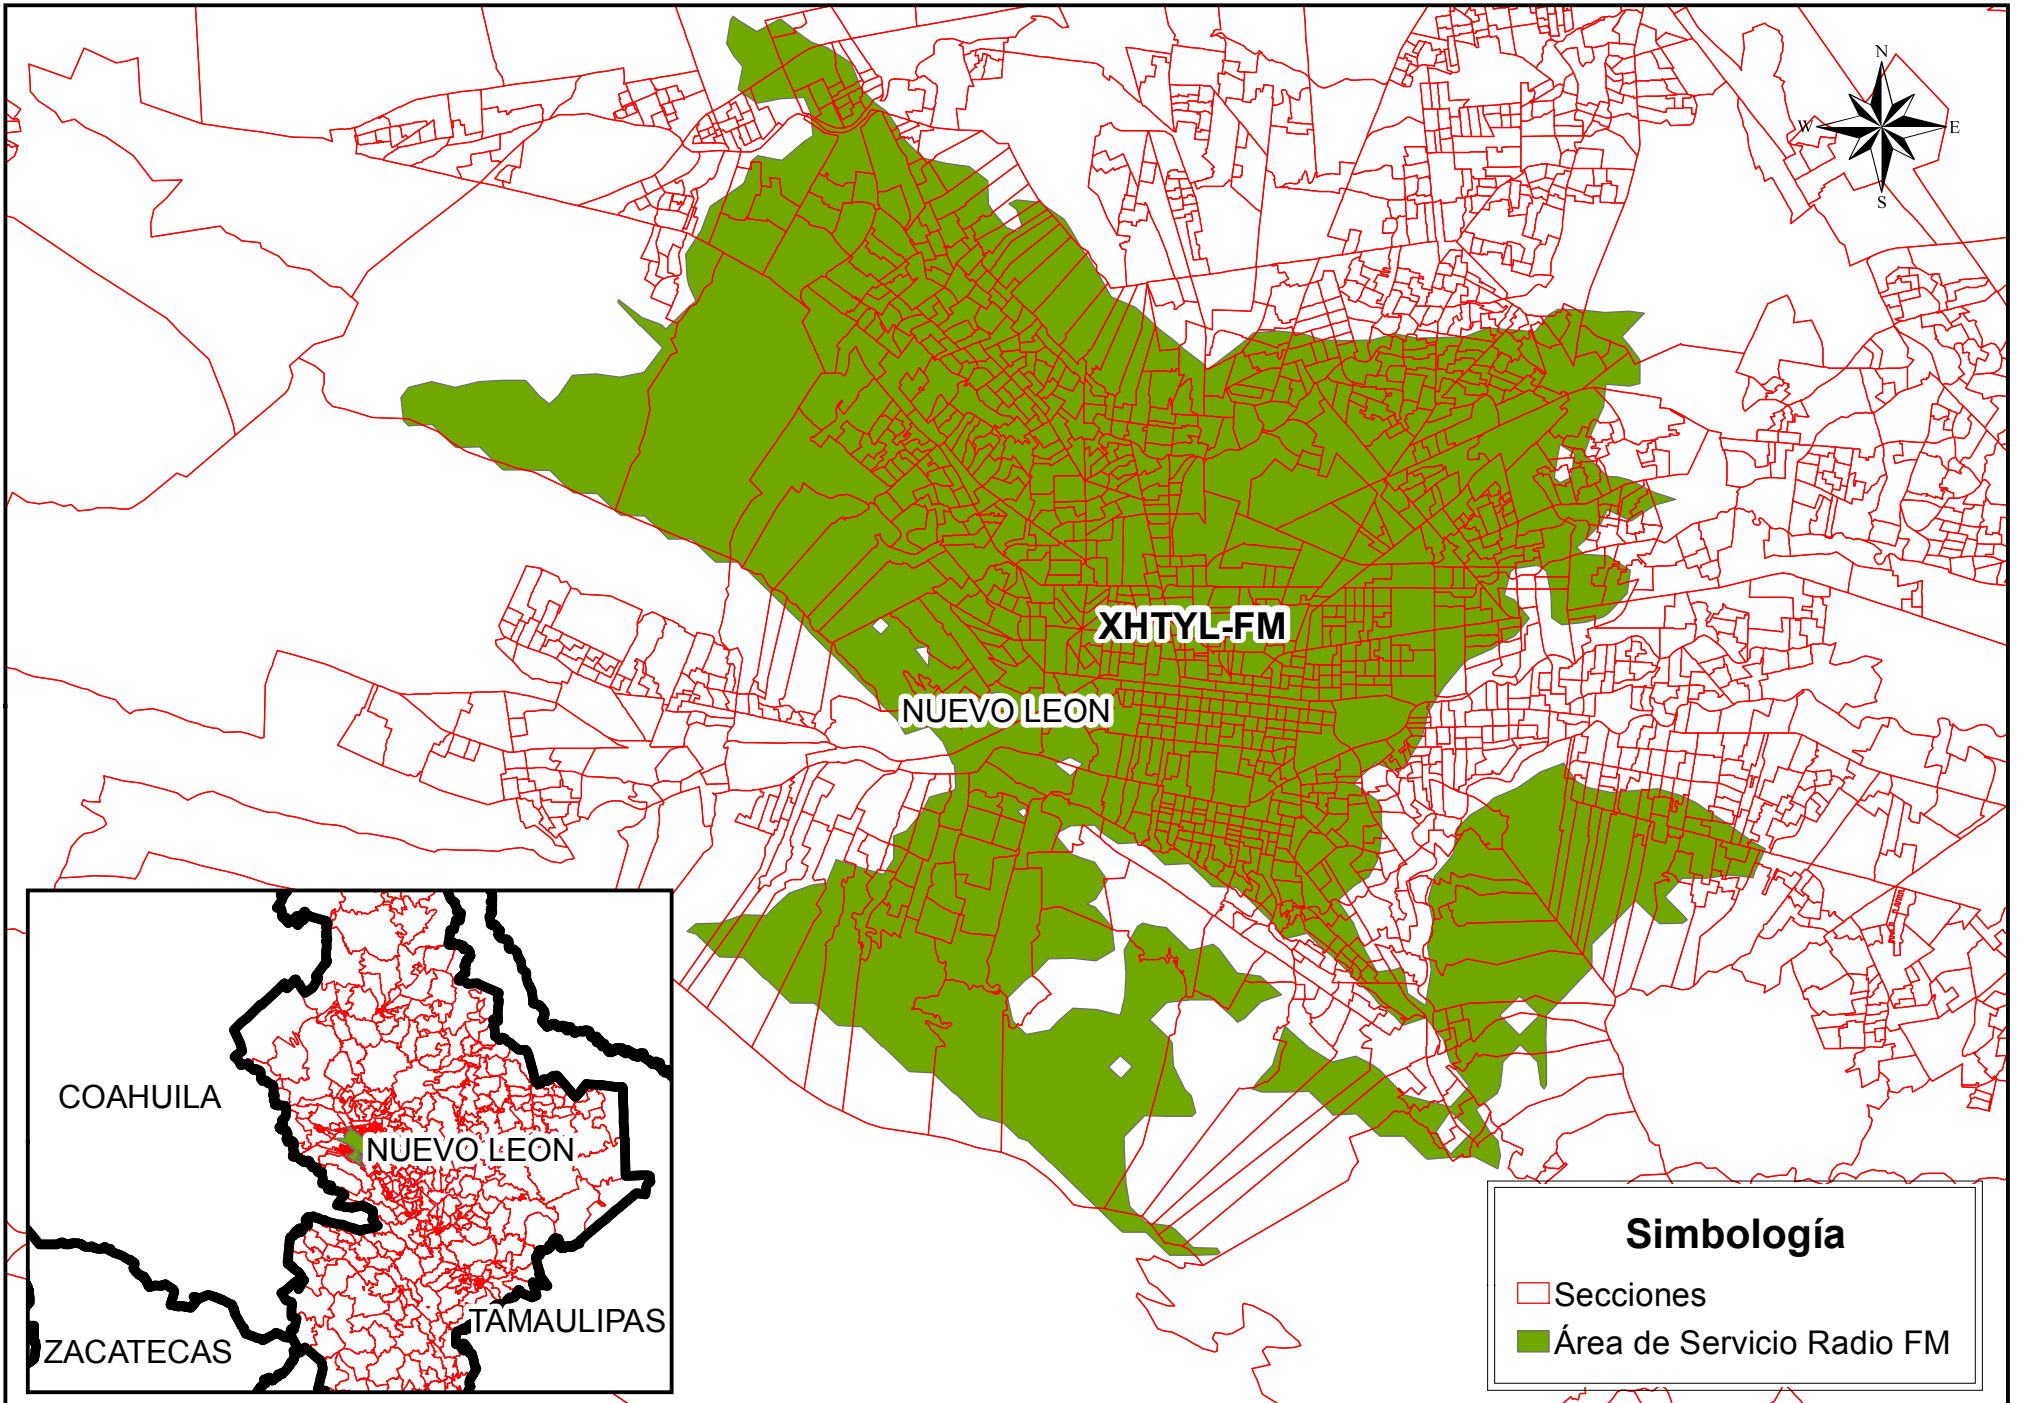 N
W E
S
XHTYL-FM
NUEVO LEON
COAHUILA
NUEVO LEON
TAMAULIPAS
ZACATECAS
Simbología
Secciones
Área de Servicio Radio FM